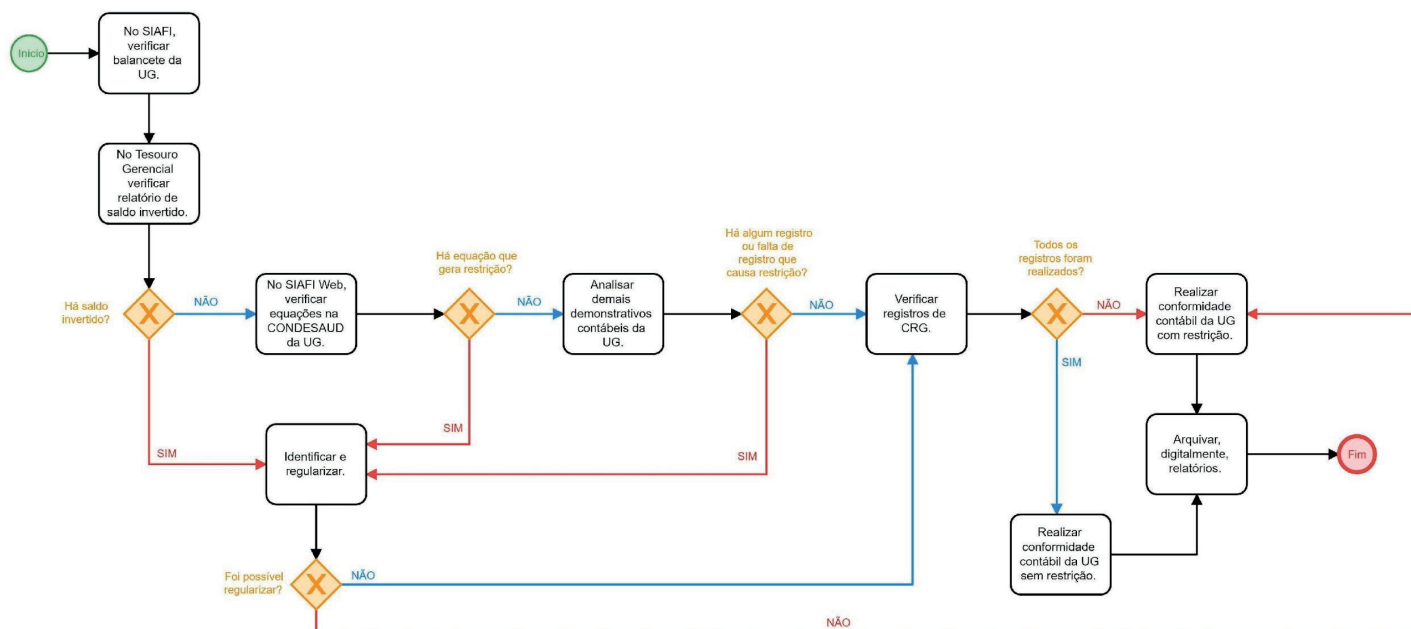 Início
No SIAFI,
verificar
balancete da
UG.
No Tesouro
Gerencial
verificar
relatório de
saldo invertido.
Há saldo
invertido?
NÃO
SIM
No SIAFI Web,
verificar
equações na
CONDESAUD
da UG.
Há equação que
gera restrição?
NÃO
SIM
Analisar
demais
demonstrativos
contábeis da
UG.
Há algum registro
ou falta de
registro que
causa restrição?
NÃO
SIM
Identificar e
regularizar.
Foi possível
regularizar?
NÃO
NÃO
Verificar
registros de
CRG.
Todos os
registros foram
realizados?
NÃO
SIM
Realizar
conformidade
contábil da UG
com restrição.
Realizar
conformidade
contábil da UG
sem restrição.
Arquivar,
digitalmente,
relatórios.
Fim